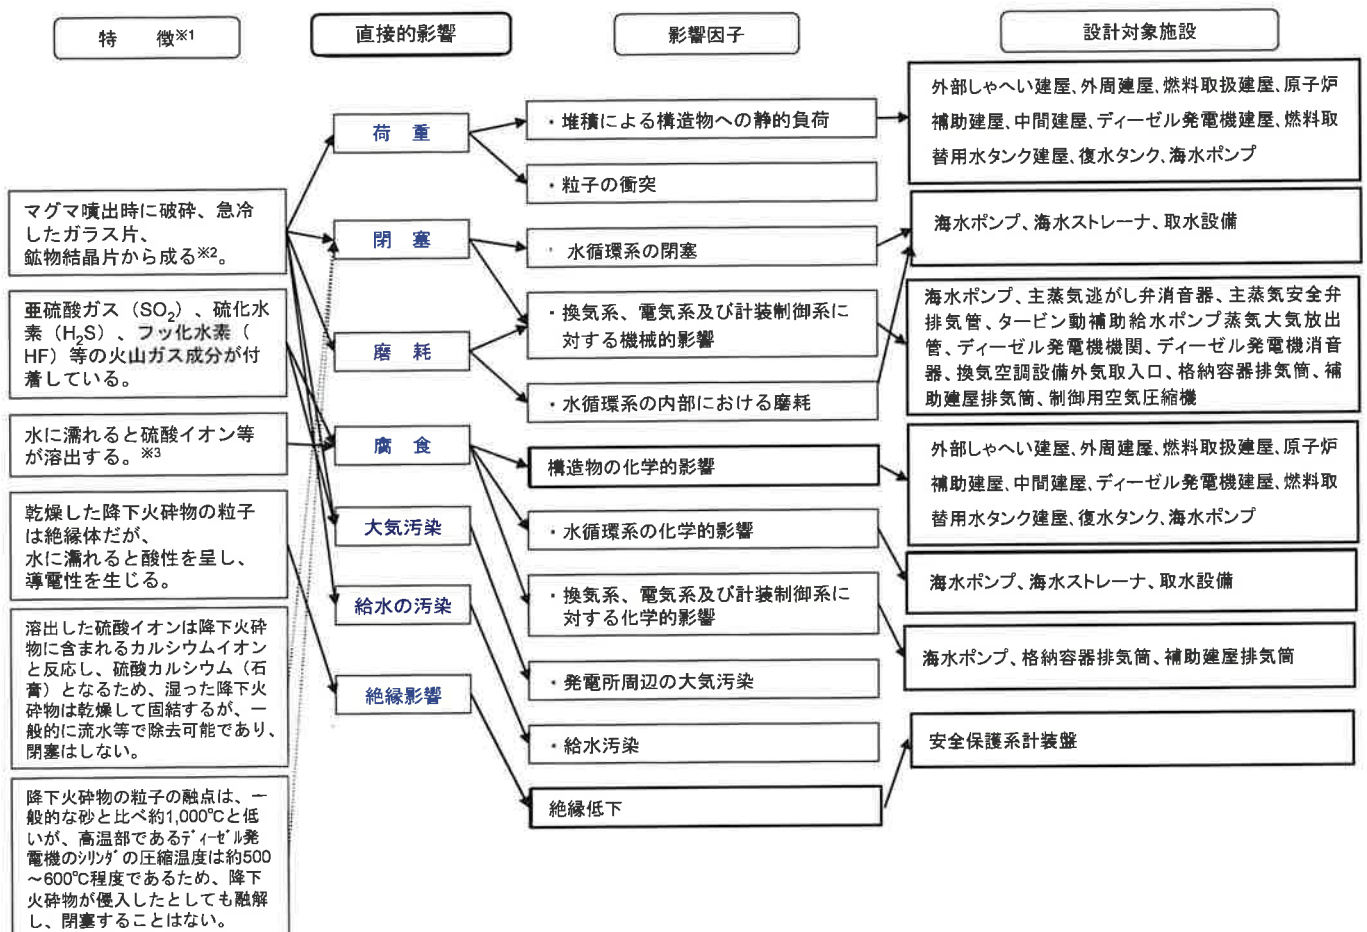 特　徴※1
直接的影響
影響因子
設計対象施設
マグマ噴出時に破砕、急冷
したガラス片、
鉱物結晶片から成る※2。
亜硫酸ガス（SO2）、硫化水
素（H2S）、フッ化水素（
HF）等の火山ガス成分が付
着している。
水に濡れると硫酸イオン等
が溶出する。※3
乾燥した降下火砕物の粒子
は絶縁体だが、
水に濡れると酸性を呈し、
導電性を生じる。
溶出した硫酸イオンは降下火砕
物に含まれるカルシウムイオン
と反応し、硫酸カルシウム（石
膏）となるため、湿った降下火
砕物は乾燥して固結するが、一
般的に流水等で除去可能であり、
閉塞はしない。
降下火砕物の粒子の融点は、一
般的な砂と比べ約1,000℃と低
いが、高温部であるディーゼル発
電機のシリンダの圧縮温度は約500
～600℃程度であるため、降下
火砕物が侵入したとしても融解
し、閉塞することはない。
荷　重
閉　塞
磨　耗
腐　食
大気汚染
給水の汚染
絶縁影響
・堆積による構造物への静的負荷
・粒子の衝突
・水循環系の閉塞
・換気系、電気系及び計装制御系に
対する機械的影響
・水循環系の内部における磨耗
構造物の化学的影響
・水循環系の化学的影響
・換気系、電気系及び計装制御系に
対する化学的影響
・発電所周辺の大気汚染
・給水汚染
絶縁低下
外部しゃへい建屋、外周建屋、燃料取扱建屋、原子炉
補助建屋、中間建屋、ディーゼル発電機建屋、燃料取
替用水タンク建屋、復水タンク、海水ポンプ
海水ポンプ、海水ストレーナ、取水設備
海水ポンプ、主蒸気逃がし弁消音器、主蒸気安全弁
排気管、タービン動補助給水ポンプ蒸気大気放出
管、ディーゼル発電機機関、ディーゼル発電機消音
器、換気空調設備外気取入口、格納容器排気筒、補
助建屋排気筒、制御用空気圧縮機
外部しゃへい建屋、外周建屋、燃料取扱建屋、原子炉
補助建屋、中間建屋、ディーゼル発電機建屋、燃料取
替用水タンク建屋、復水タンク、海水ポンプ
海水ポンプ、海水ストレーナ、取水設備
海水ポンプ、格納容器排気筒、補助建屋排気筒
安全保護系計装盤